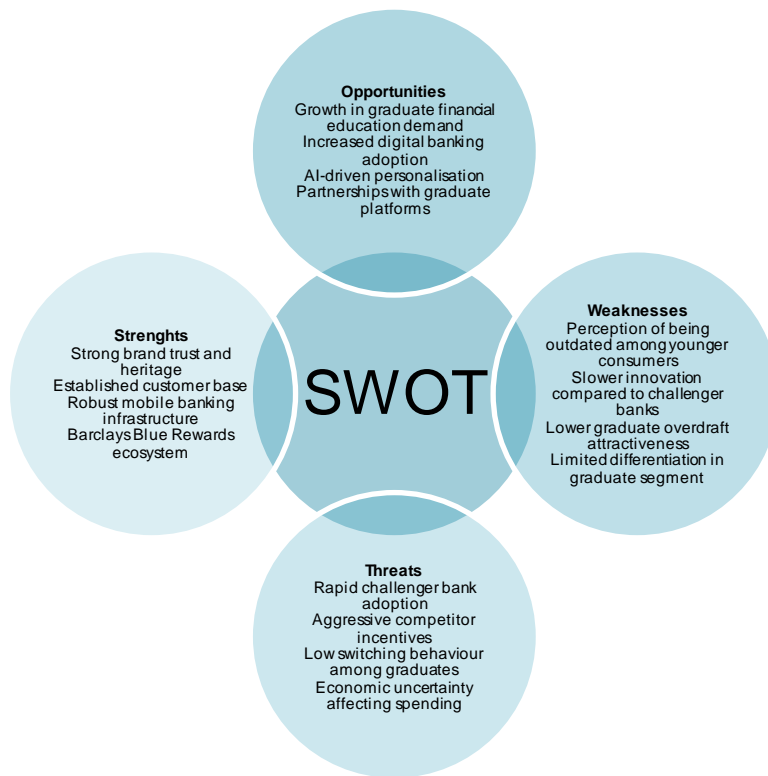 Opportunities
Growth in graduate financial
education demand
Increased digital banking
adoption
AI-driven personalisation
Partnerships with graduate
platforms
Strenghts
Strong brand trust and
heritage
Established customer base
Robust mobile banking
infrastructure
Barclays Blue Rewards
ecosystem
SWOT
Weaknesses
Perception of being
outdated among younger
consumers
Slower innovation
compared to challenger
banks
Lower graduate overdraft
attractiveness
Limited differentiation in
graduate segment
Threats
Rapid challenger bank
adoption
Aggressive competitor
incentives
Low switching behaviour
among graduates
Economic uncertainty
affecting spending